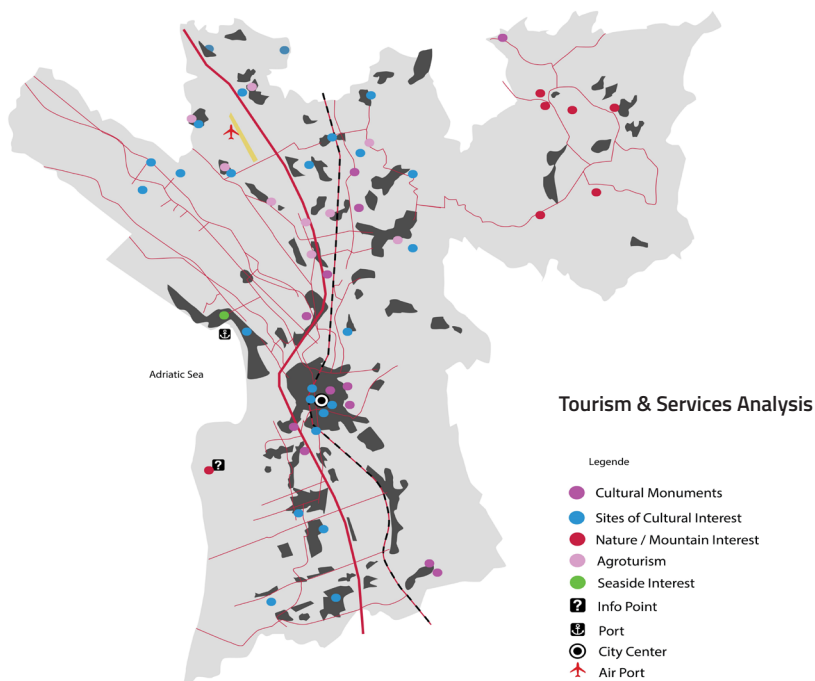 Adriatic Sea
Tourism & Services Analysis
Legende
Cultural Monuments
Sites of Cultural Interest
Nature / Mountain Interest
Agroturism
Seaside Interest
? Info Point
Port
City Center
Air Port
?